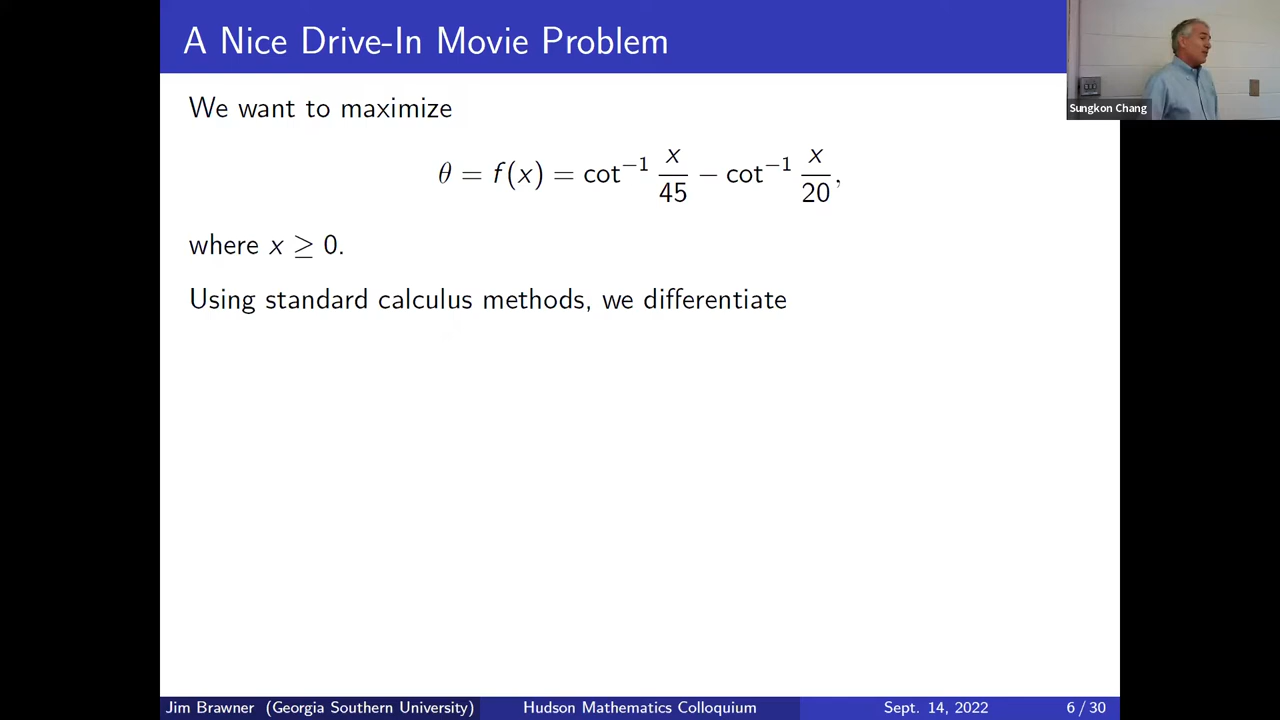 A Nice Drive-In Movie Problem
Sungkon Chang
We want to maximize
θ = f(x) = cot⁻¹ x/45 − cot⁻¹ x/20,
where x ≥ 0.
Using standard calculus methods, we differentiate
Jim Brawner (Georgia Southern University) Hudson Mathematics Colloquium Sept. 14, 2022 6 / 30